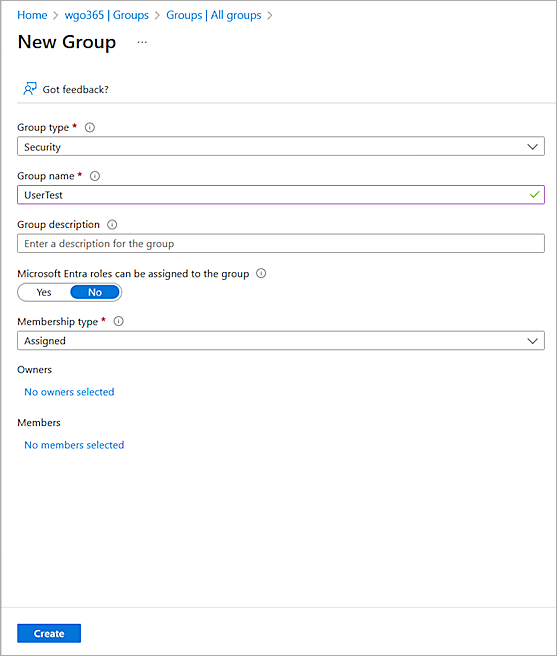 Home > wgo365 | Groups > Groups | All groups >
New Group ...
Got feedback?
Group type *
Security
Group name *
UserTest
Group description
Enter a description for the group
Microsoft Entra roles can be assigned to the group
Yes No
Membership type *
Assigned
Owners
No owners selected
Members
No members selected
Create